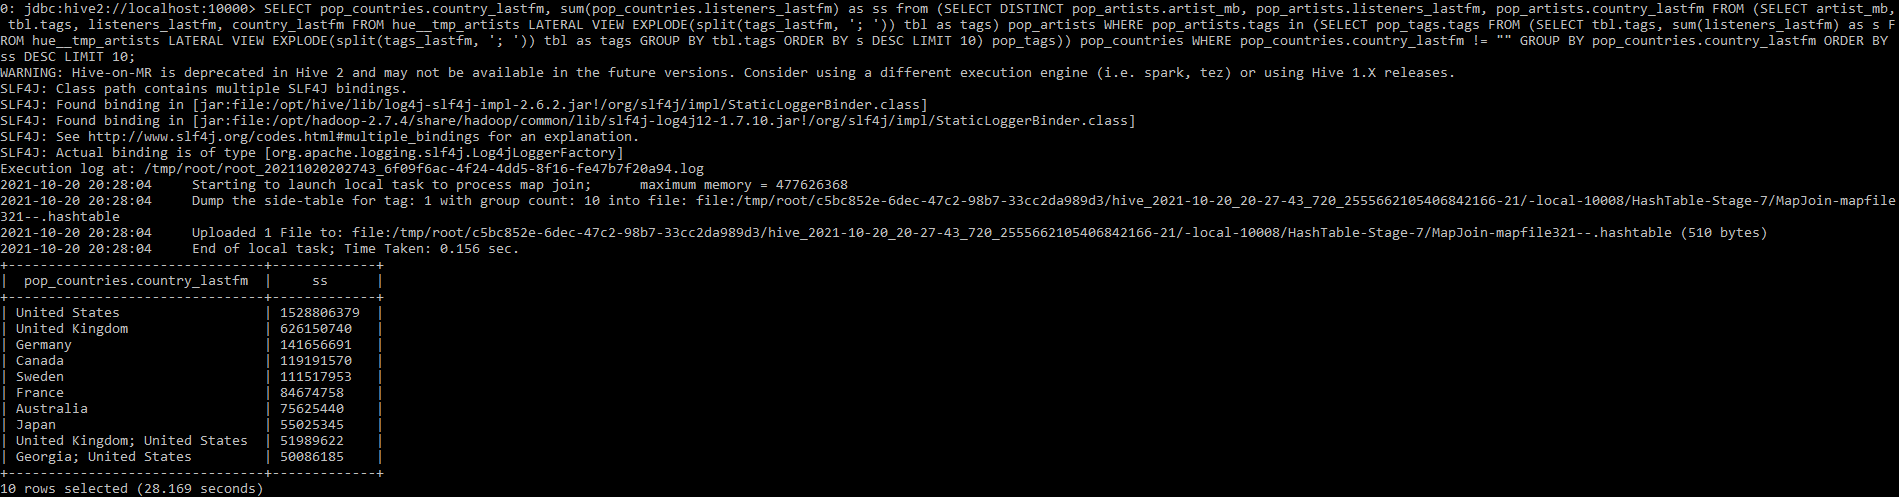 0: jdbc:hive2://localhost:10000> SELECT pop_countries.country_lastfm, sum(pop_countries.listeners_lastfm) as ss from (SELECT DISTINCT pop_artists.artist_mb, pop_artists.listeners_lastfm, pop_artists.country_lastfm FROM (SELECT artist_mb,
 tbl.tags, listeners_lastfm, country_lastfm FROM hue__tmp_artists LATERAL VIEW EXPLODE(split(tags_lastfm, '; ')) tbl as tags) pop_artists WHERE pop_artists.tags in (SELECT pop_tags.tags FROM (SELECT tbl.tags, sum(listeners_lastfm) as s F
ROM hue__tmp_artists LATERAL VIEW EXPLODE(split(tags_lastfm, '; ')) tbl as tags GROUP BY tbl.tags ORDER BY s DESC LIMIT 10) pop_tags)) pop_countries WHERE pop_countries.country_lastfm != "" GROUP BY pop_countries.country_lastfm ORDER BY
ss DESC LIMIT 10;
WARNING: Hive-on-MR is deprecated in Hive 2 and may not be available in the future versions. Consider using a different execution engine (i.e. spark, tez) or using Hive 1.X releases.
SLF4J: Class path contains multiple SLF4J bindings.
SLF4J: Found binding in [jar:file:/opt/hive/lib/log4j-slf4j-impl-2.6.2.jar!/org/slf4j/impl/StaticLoggerBinder.class]
SLF4J: Found binding in [jar:file:/opt/hadoop-2.7.4/share/hadoop/common/lib/slf4j-log4j12-1.7.10.jar!/org/slf4j/impl/StaticLoggerBinder.class]
SLF4J: See http://www.slf4j.org/codes.html#multiple_bindings for an explanation.
SLF4J: Actual binding is of type [org.apache.logging.slf4j.Log4jLoggerFactory]
Execution log at: /tmp/root/root_20211020202743_6f09f6ac-4f24-4dd5-8f16-fe47b7f20a94.log
2021-10-20 20:28:04     Starting to launch local task to process map join;      maximum memory = 477626368
2021-10-20 20:28:04     Dump the side-table for tag: 1 with group count: 10 into file: file:/tmp/root/c5bc852e-6dec-47c2-98b7-33cc2da989d3/hive_2021-10-20_20-27-43_720_2555662105406842166-21/-local-10008/HashTable-Stage-7/MapJoin-mapfile
321--.hashtable
2021-10-20 20:28:04     Uploaded 1 File to: file:/tmp/root/c5bc852e-6dec-47c2-98b7-33cc2da989d3/hive_2021-10-20_20-27-43_720_2555662105406842166-21/-local-10008/HashTable-Stage-7/MapJoin-mapfile321--.hashtable (510 bytes)
2021-10-20 20:28:04     End of local task; Time Taken: 0.156 sec.
+--------------------------------+-------------+
|  pop_countries.country_lastfm  |     ss      |
+--------------------------------+-------------+
| United States                  | 1528806379  |
| United Kingdom                 | 626150740   |
| Germany                        | 141656691   |
| Canada                         | 119191570   |
| Sweden                         | 111517953   |
| France                         | 84674758    |
| Australia                      | 75625440    |
| Japan                          | 55025345    |
| United Kingdom; United States  | 51989622    |
| Georgia; United States         | 50086185    |
+--------------------------------+-------------+
10 rows selected (28.169 seconds)